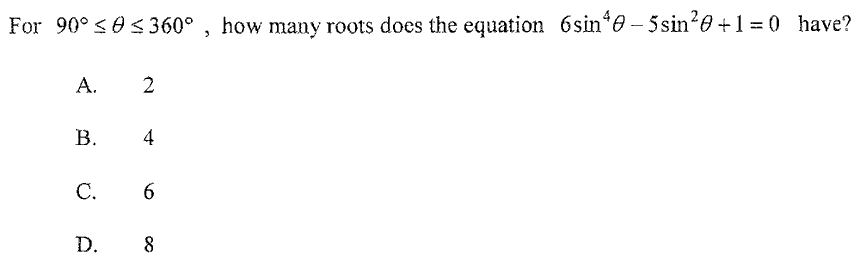 For 90° ≤ θ ≤ 360° , how many roots does the equation 6sin⁴θ – 5sin²θ + 1 = 0 have?
A. 2
B. 4
C. 6
D. 8